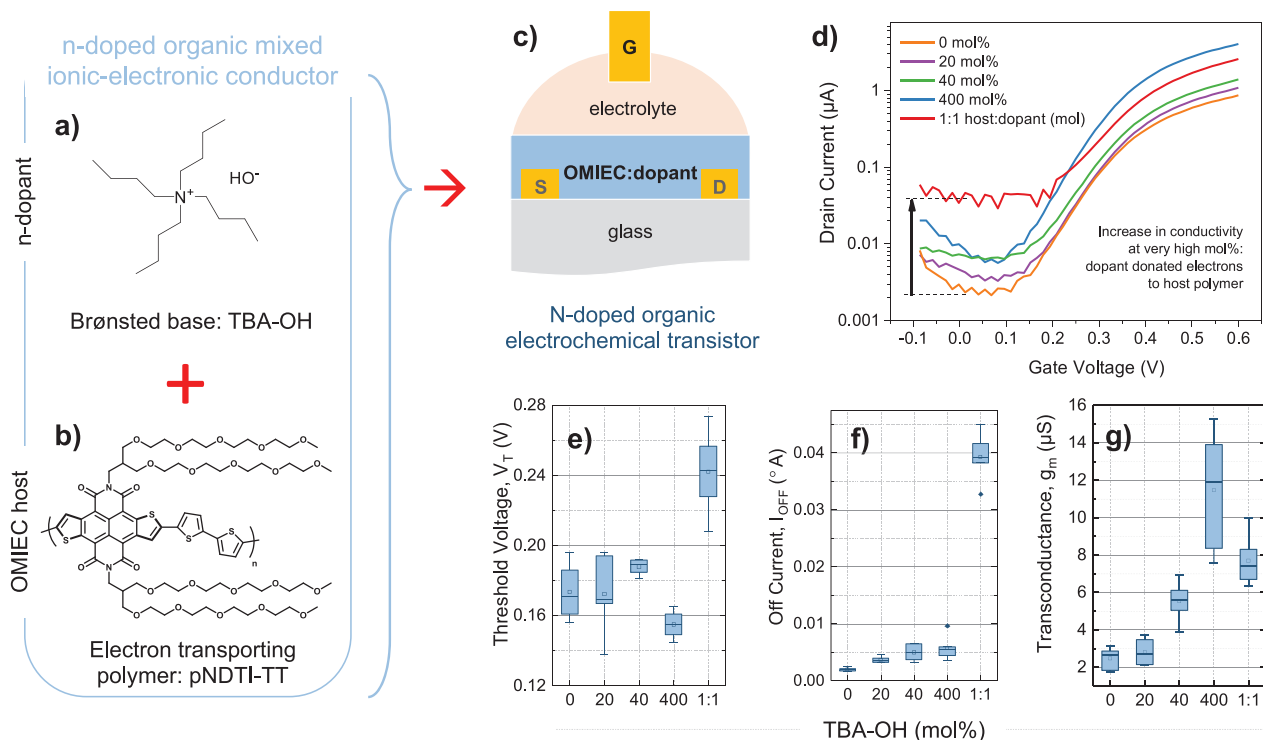 n-doped organic mixed
ionic-electronic conductor
n-dopant
a)
N+
HO-
Brønsted base: TBA-OH
OMIEC host
b)
O O O O O
O O O O O
O N O
S S S S
n
O N O
O O O O O
O O O O O
Electron transporting
polymer: pNDTI-TT
c)
G
electrolyte
OMIEC:dopant
S D
glass
N-doped organic
electrochemical transistor
d)
0 mol%
20 mol%
40 mol%
400 mol%
1:1 host:dopant (mol)
Drain Current (µA)
1
0.1
0.01
0.001
Increase in conductivity
at very high mol%:
dopant donated electrons
to host polymer
-0.1 0.0 0.1 0.2 0.3 0.4 0.5 0.6
Gate Voltage (V)
e)
Threshold Voltage, VT (V)
0.28
0.24
0.20
0.16
0.12
0 20 40 400 1:1
f)
Off Current, IOFF (° A)
0.04
0.03
0.02
0.01
0.00
0 20 40 400 1:1
g)
Transconductance, gm (µS)
16
14
12
10
8
6
4
2
0 20 40 400 1:1
TBA-OH (mol%)